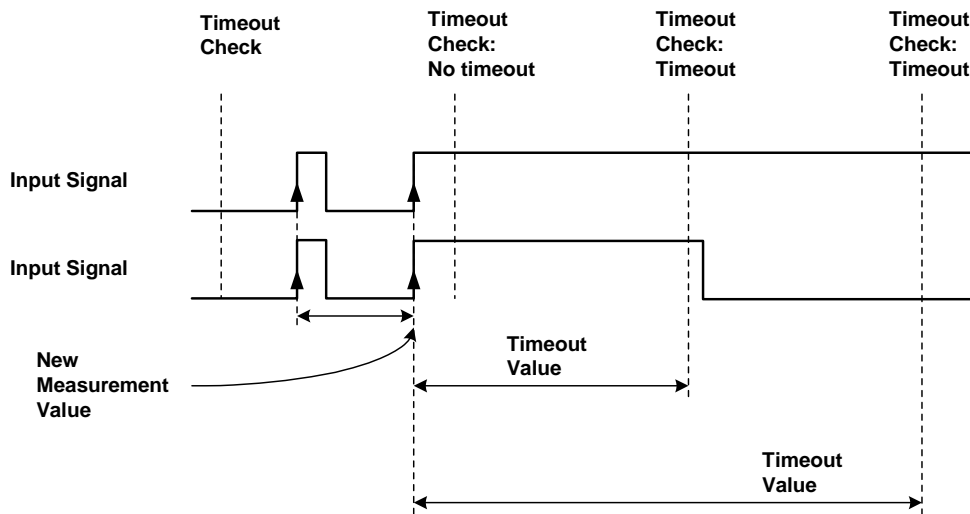 Timeout
Check
Timeout
Check:
No timeout
Timeout
Check:
Timeout
Timeout
Check:
Timeout
Input Signal
Input Signal
New
Measurement
Value
Timeout
Value
Timeout
Value